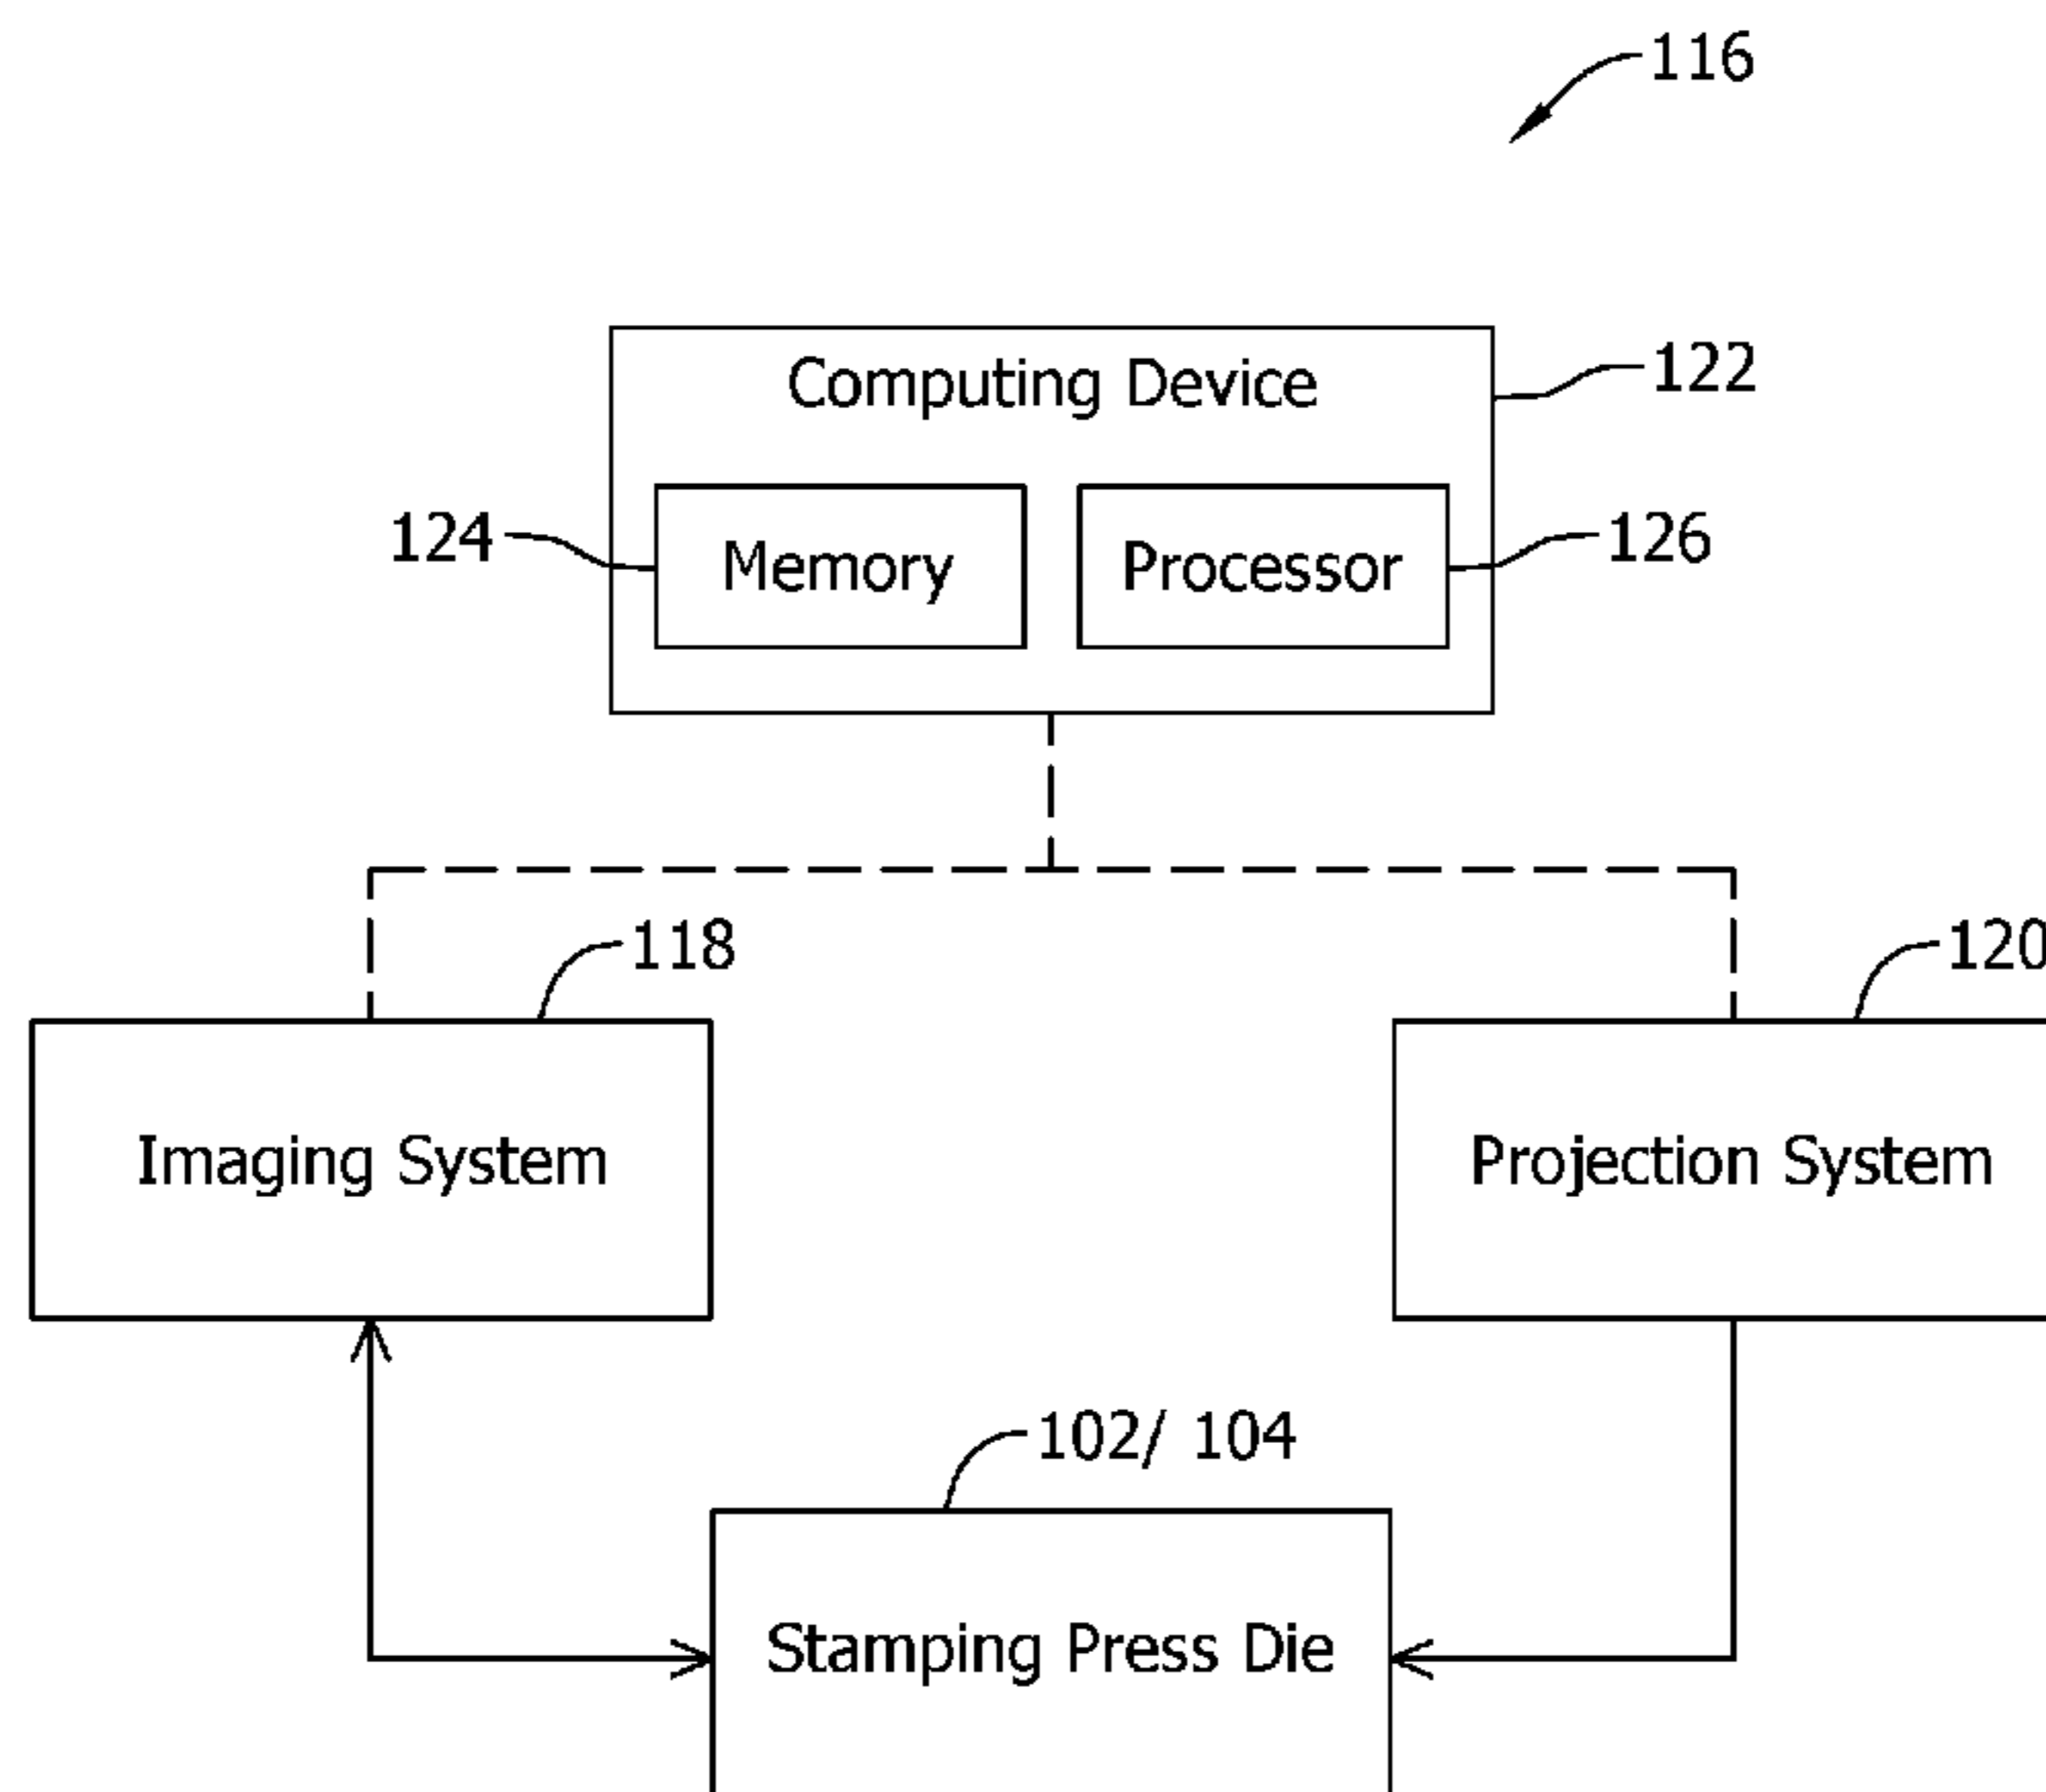 116
Computing Device
122
124
Memory
Processor
126
118
120
Imaging System
Projection System
102/ 104
Stamping Press Die